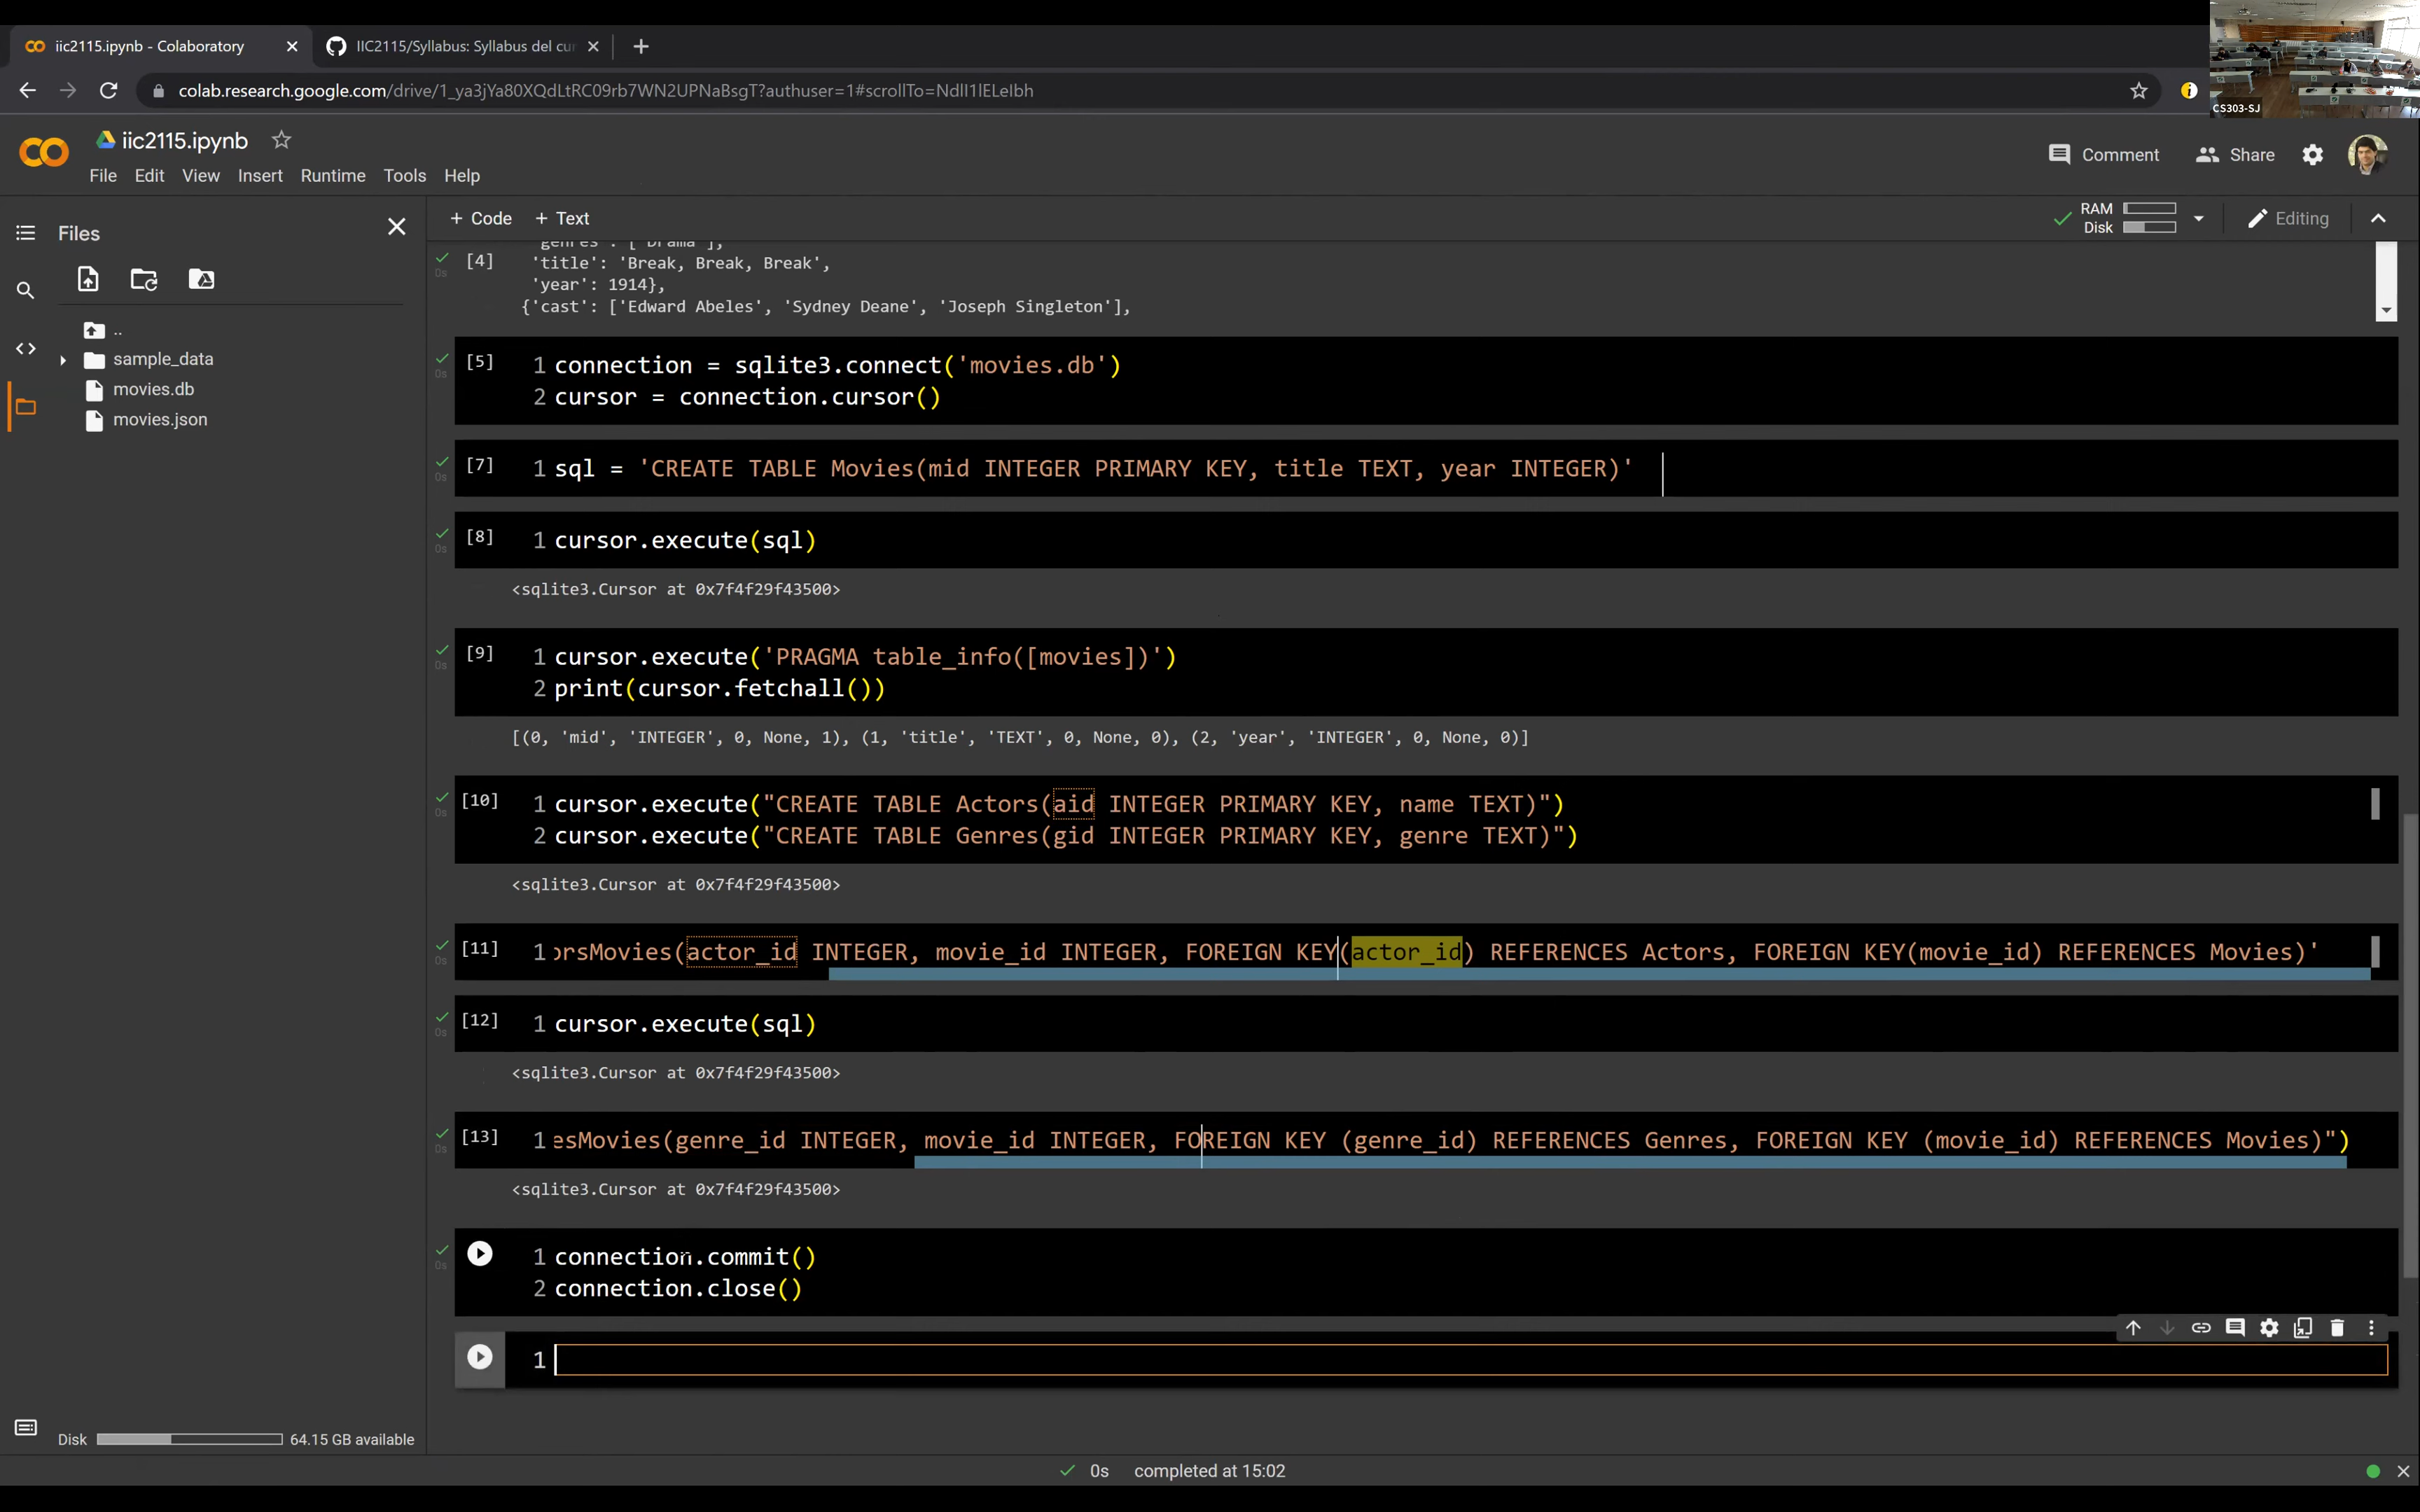 iic2115.ipynb - Colaboratory
IIC2115/Syllabus: Syllabus del cur
colab.research.google.com/drive/1_ya3jYa80XQdLtRC09rb7WN2UPNaBsgT?authuser=1#scrollTo=NdlI1lELeIbh
CS303-SJ
iic2115.ipynb
File Edit View Insert Runtime Tools Help
Comment Share
Files
+ Code + Text
RAM
Disk
Editing
..
sample_data
movies.db
movies.json
Disk 64.15 GB available
'genres': ['Drama'],
[4] 'title': 'Break, Break, Break',
0s
'year': 1914},
{'cast': ['Edward Abeles', 'Sydney Deane', 'Joseph Singleton'],
[5] 1 connection = sqlite3.connect('movies.db')
0s
2 cursor = connection.cursor()
[7] 1 sql = 'CREATE TABLE Movies(mid INTEGER PRIMARY KEY, title TEXT, year INTEGER)'
0s
[8] 1 cursor.execute(sql)
0s
<sqlite3.Cursor at 0x7f4f29f43500>
[9] 1 cursor.execute('PRAGMA table_info([movies])')
0s
2 print(cursor.fetchall())
[(0, 'mid', 'INTEGER', 0, None, 1), (1, 'title', 'TEXT', 0, None, 0), (2, 'year', 'INTEGER', 0, None, 0)]
[10] 1 cursor.execute("CREATE TABLE Actors(aid INTEGER PRIMARY KEY, name TEXT)")
0s
2 cursor.execute("CREATE TABLE Genres(gid INTEGER PRIMARY KEY, genre TEXT)")
<sqlite3.Cursor at 0x7f4f29f43500>
[11] 1 orsMovies(actor_id INTEGER, movie_id INTEGER, FOREIGN KEY(actor_id) REFERENCES Actors, FOREIGN KEY(movie_id) REFERENCES Movies)'
0s
[12] 1 cursor.execute(sql)
0s
<sqlite3.Cursor at 0x7f4f29f43500>
[13] 1 esMovies(genre_id INTEGER, movie_id INTEGER, FOREIGN KEY (genre_id) REFERENCES Genres, FOREIGN KEY (movie_id) REFERENCES Movies)")
0s
<sqlite3.Cursor at 0x7f4f29f43500>
1 connection.commit()
0s
2 connection.close()
1
0s completed at 15:02